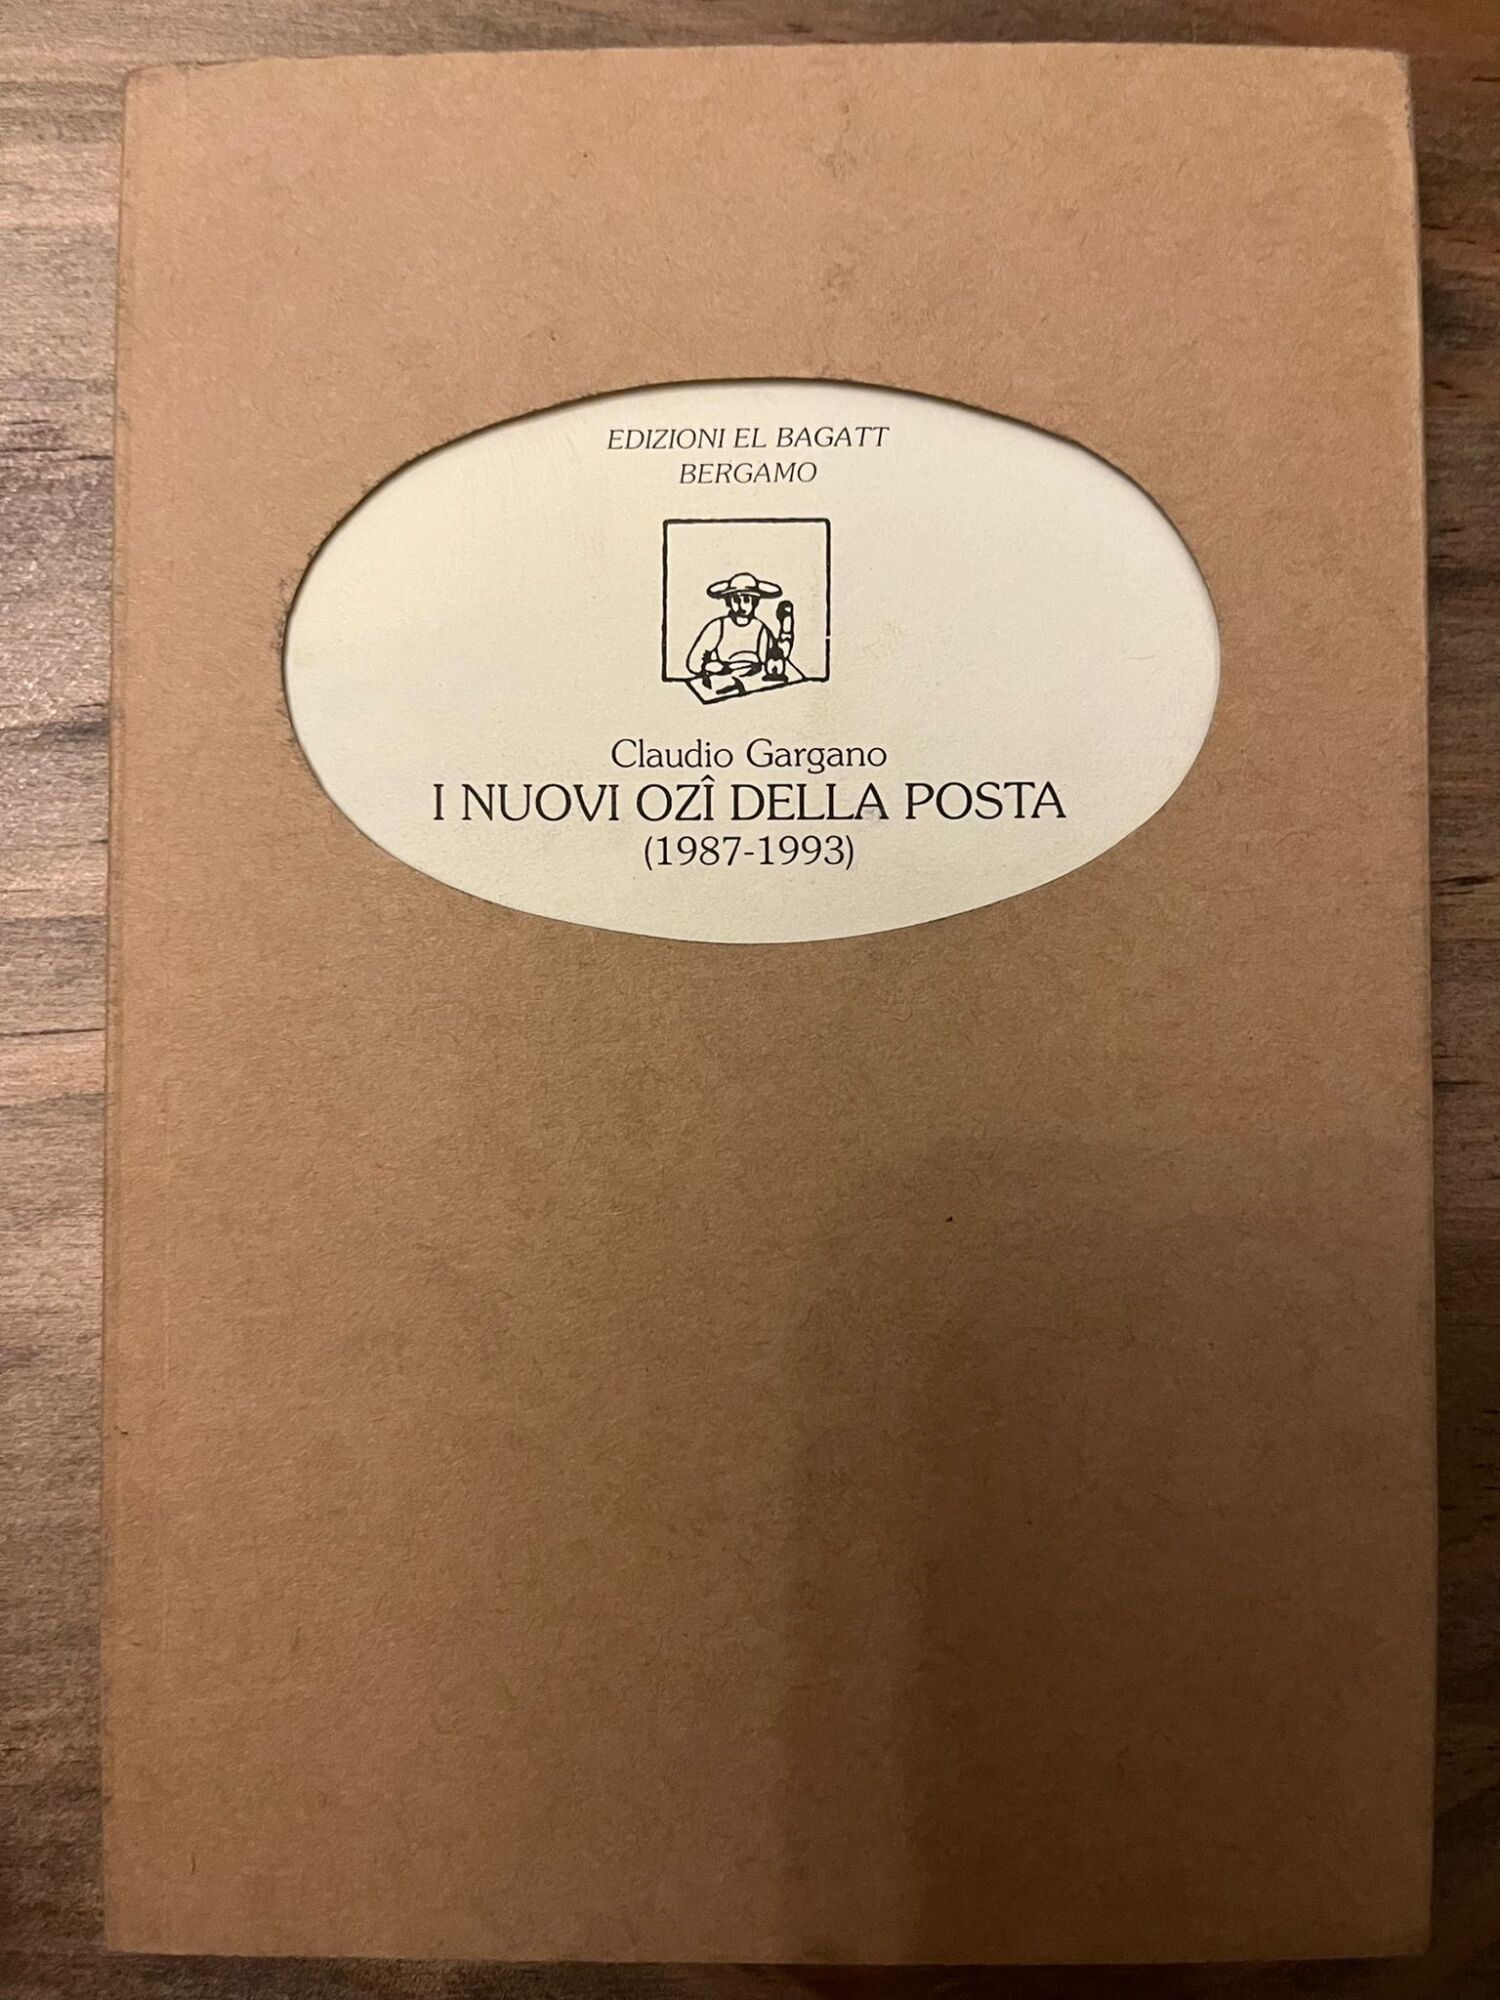 EDIZIONI EL BAGATT
BERGAMO
Claudio Gargano
I NUOVI OZÎ DELLA POSTA
(1987-1993)